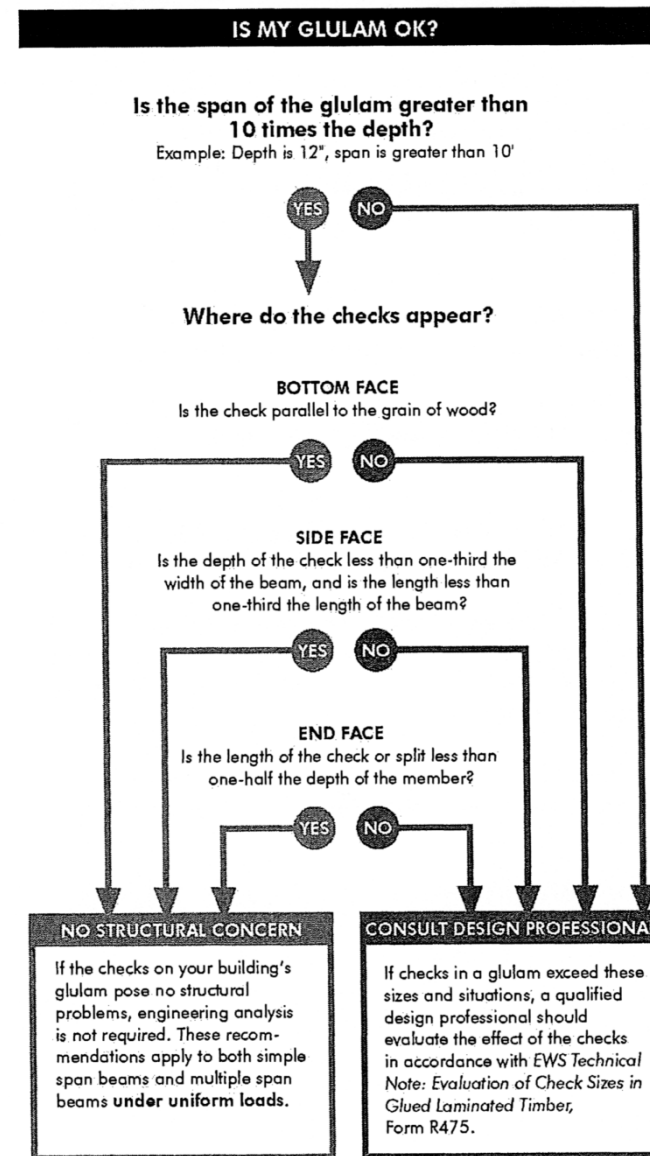 IS MY GLULAM OK?
Is the span of the glulam greater than
10 times the depth?
Example: Depth is 12", span is greater than 10'
YES
NO
Where do the checks appear?
BOTTOM FACE
Is the check parallel to the grain of wood?
YES
NO
SIDE FACE
Is the depth of the check less than one-third the
width of the beam, and is the length less than
one-third the length of the beam?
YES
NO
END FACE
Is the length of the check or split less than
one-half the depth of the member?
YES
NO
NO STRUCTURAL CONCERN
If the checks on your building's
glulam pose no structural
problems, engineering analysis
is not required. These recom-
mendations apply to both simple
span beams and multiple span
beams under uniform loads.
CONSULT DESIGN PROFESSIONA
If checks in a glulam exceed these
sizes and situations, a qualified
design professional should
evaluate the effect of the checks
in accordance with EWS Technical
Note: Evaluation of Check Sizes in
Glued Laminated Timber,
Form R475.